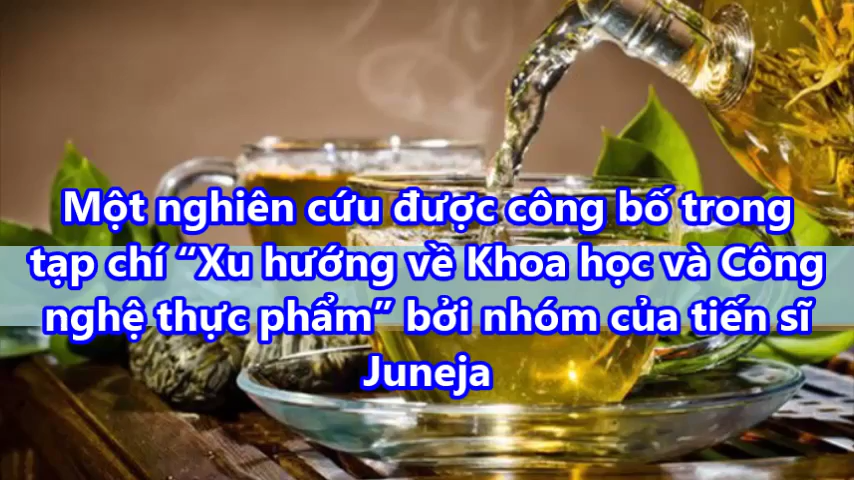 Một nghiên cứu được công bố trong
tạp chí “Xu hướng về Khoa học và Công
nghệ thực phẩm” bởi nhóm của tiến sĩ
Juneja